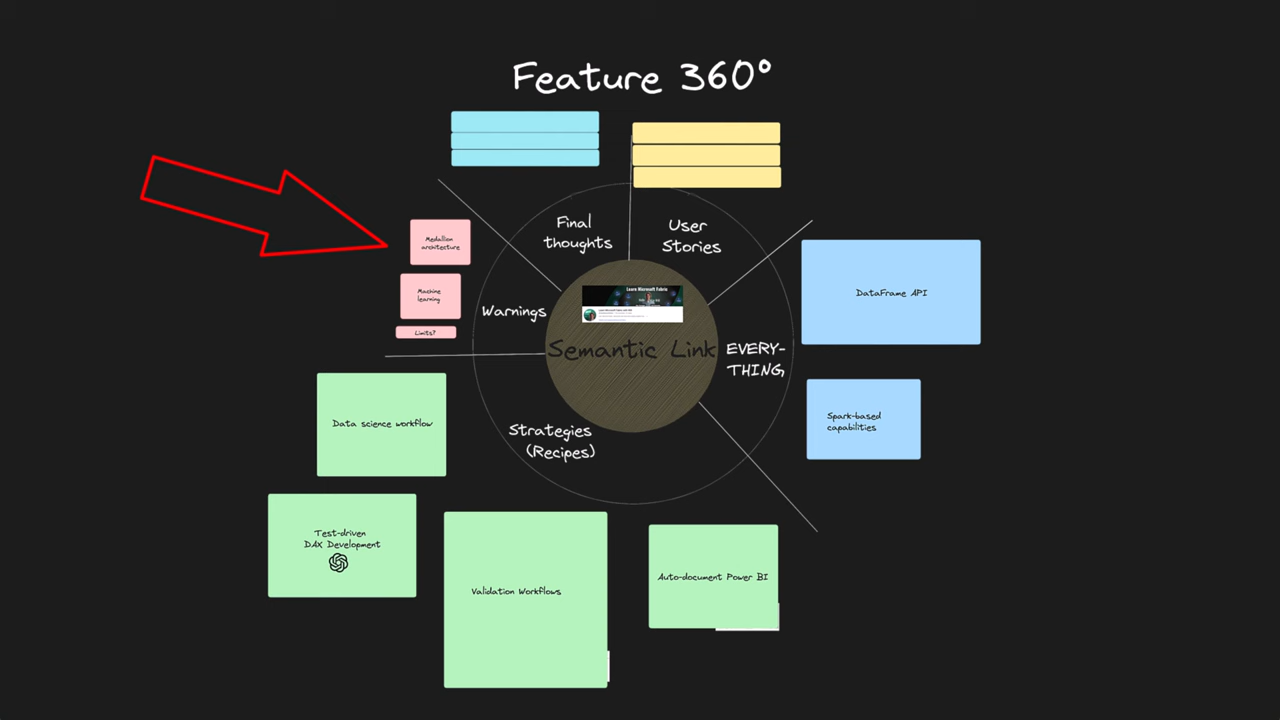 Feature 360°
Final
thoughts
User
Stories
Medallion
architecture
Machine
learning
Limits?
Warnings
Learn Microsoft Fabric
Semantic Link
EVERY-
THING
DataFrame API
Spark-based
capabilities
Data science workflow
Strategies
(Recipes)
Test-driven
DAX Development
Validation Workflows
Auto-document Power BI